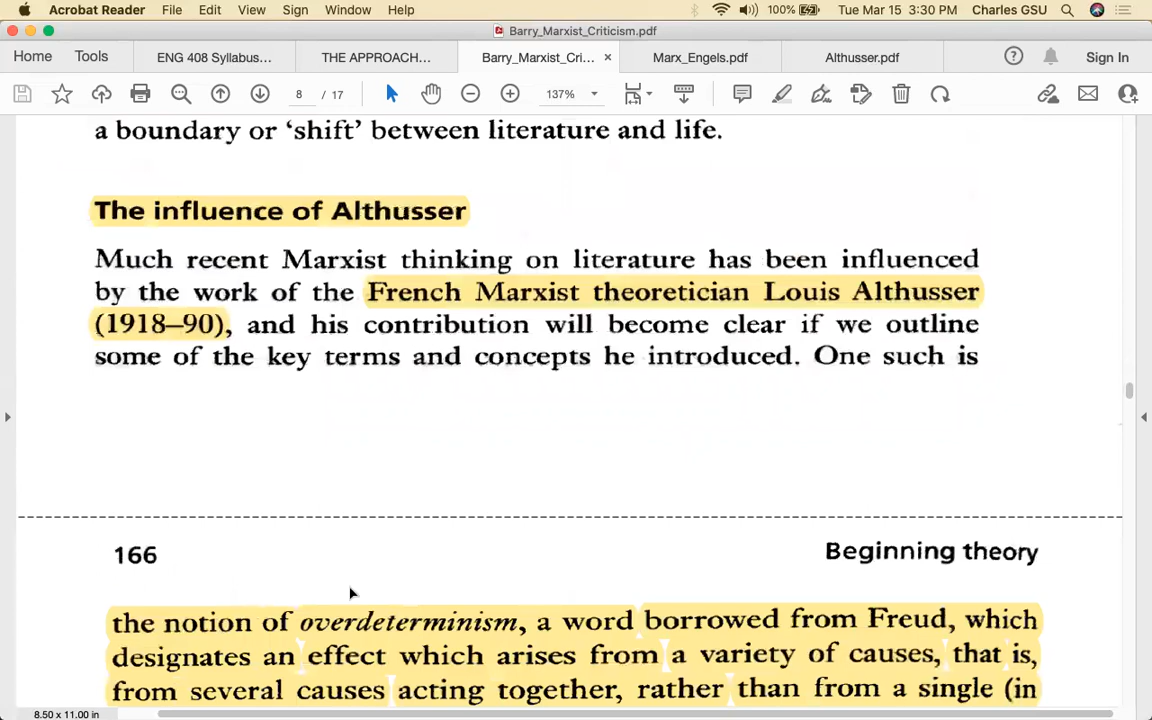 Acrobat Reader File Edit View Sign Window Help 100% Tue Mar 15 3:30 PM Charles GSU
Barry_Marxist_Criticism.pdf
Home Tools ENG 408 Syllabus... THE APPROACH... Barry_Marxist_Cri... × Marx_Engels.pdf Althusser.pdf Sign In
8 / 17 137%
a boundary or ‘shift’ between literature and life.
The influence of Althusser
Much recent Marxist thinking on literature has been influenced
by the work of the French Marxist theoretician Louis Althusser
(1918–90), and his contribution will become clear if we outline
some of the key terms and concepts he introduced. One such is
166 Beginning theory
the notion of overdeterminism, a word borrowed from Freud, which
designates an effect which arises from a variety of causes, that is,
from several causes acting together, rather than from a single (in
8.50 x 11.00 in